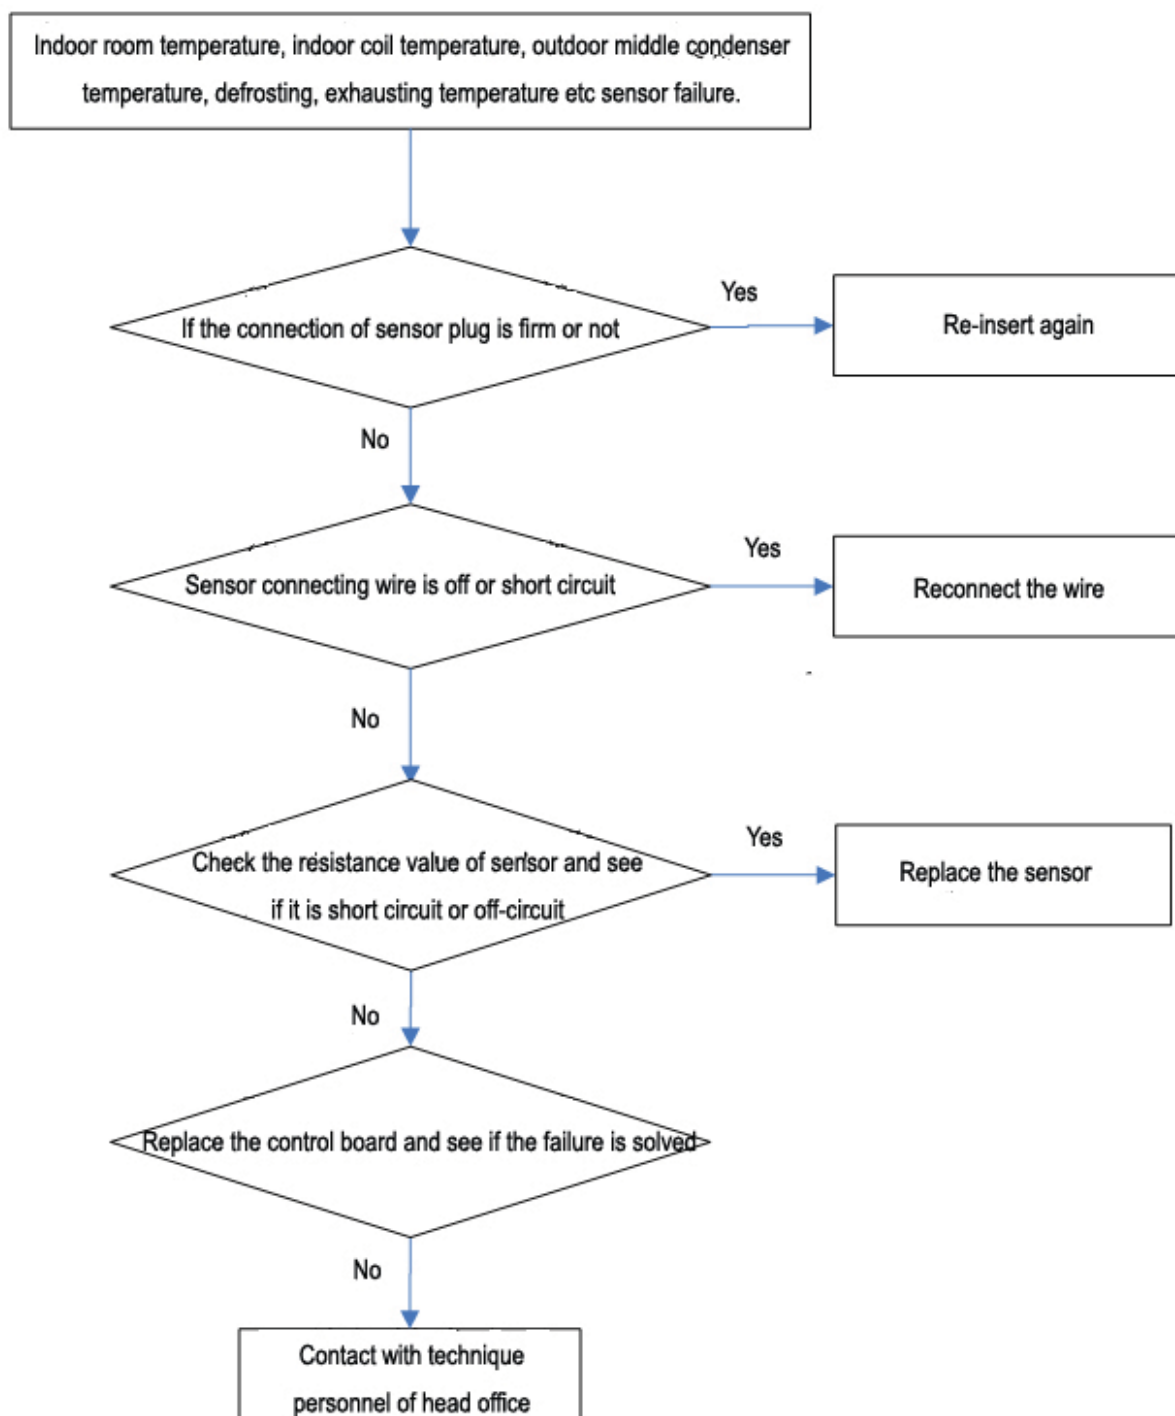 Indoor room temperature, indoor coil temperature, outdoor middle condenser
temperature, defrosting, exhausting temperature etc sensor failure.
Yes
If the connection of sensor plug is firm or not
Re-insert again
No
Yes
Sensor connecting wire is off or short circuit
Reconnect the wire
No
Yes
Check the resistance value of sensor and see
if it is short circuit or off-circuit
Replace the sensor
No
Replace the control board and see if the failure is solved
No
Contact with technique
personnel of head office